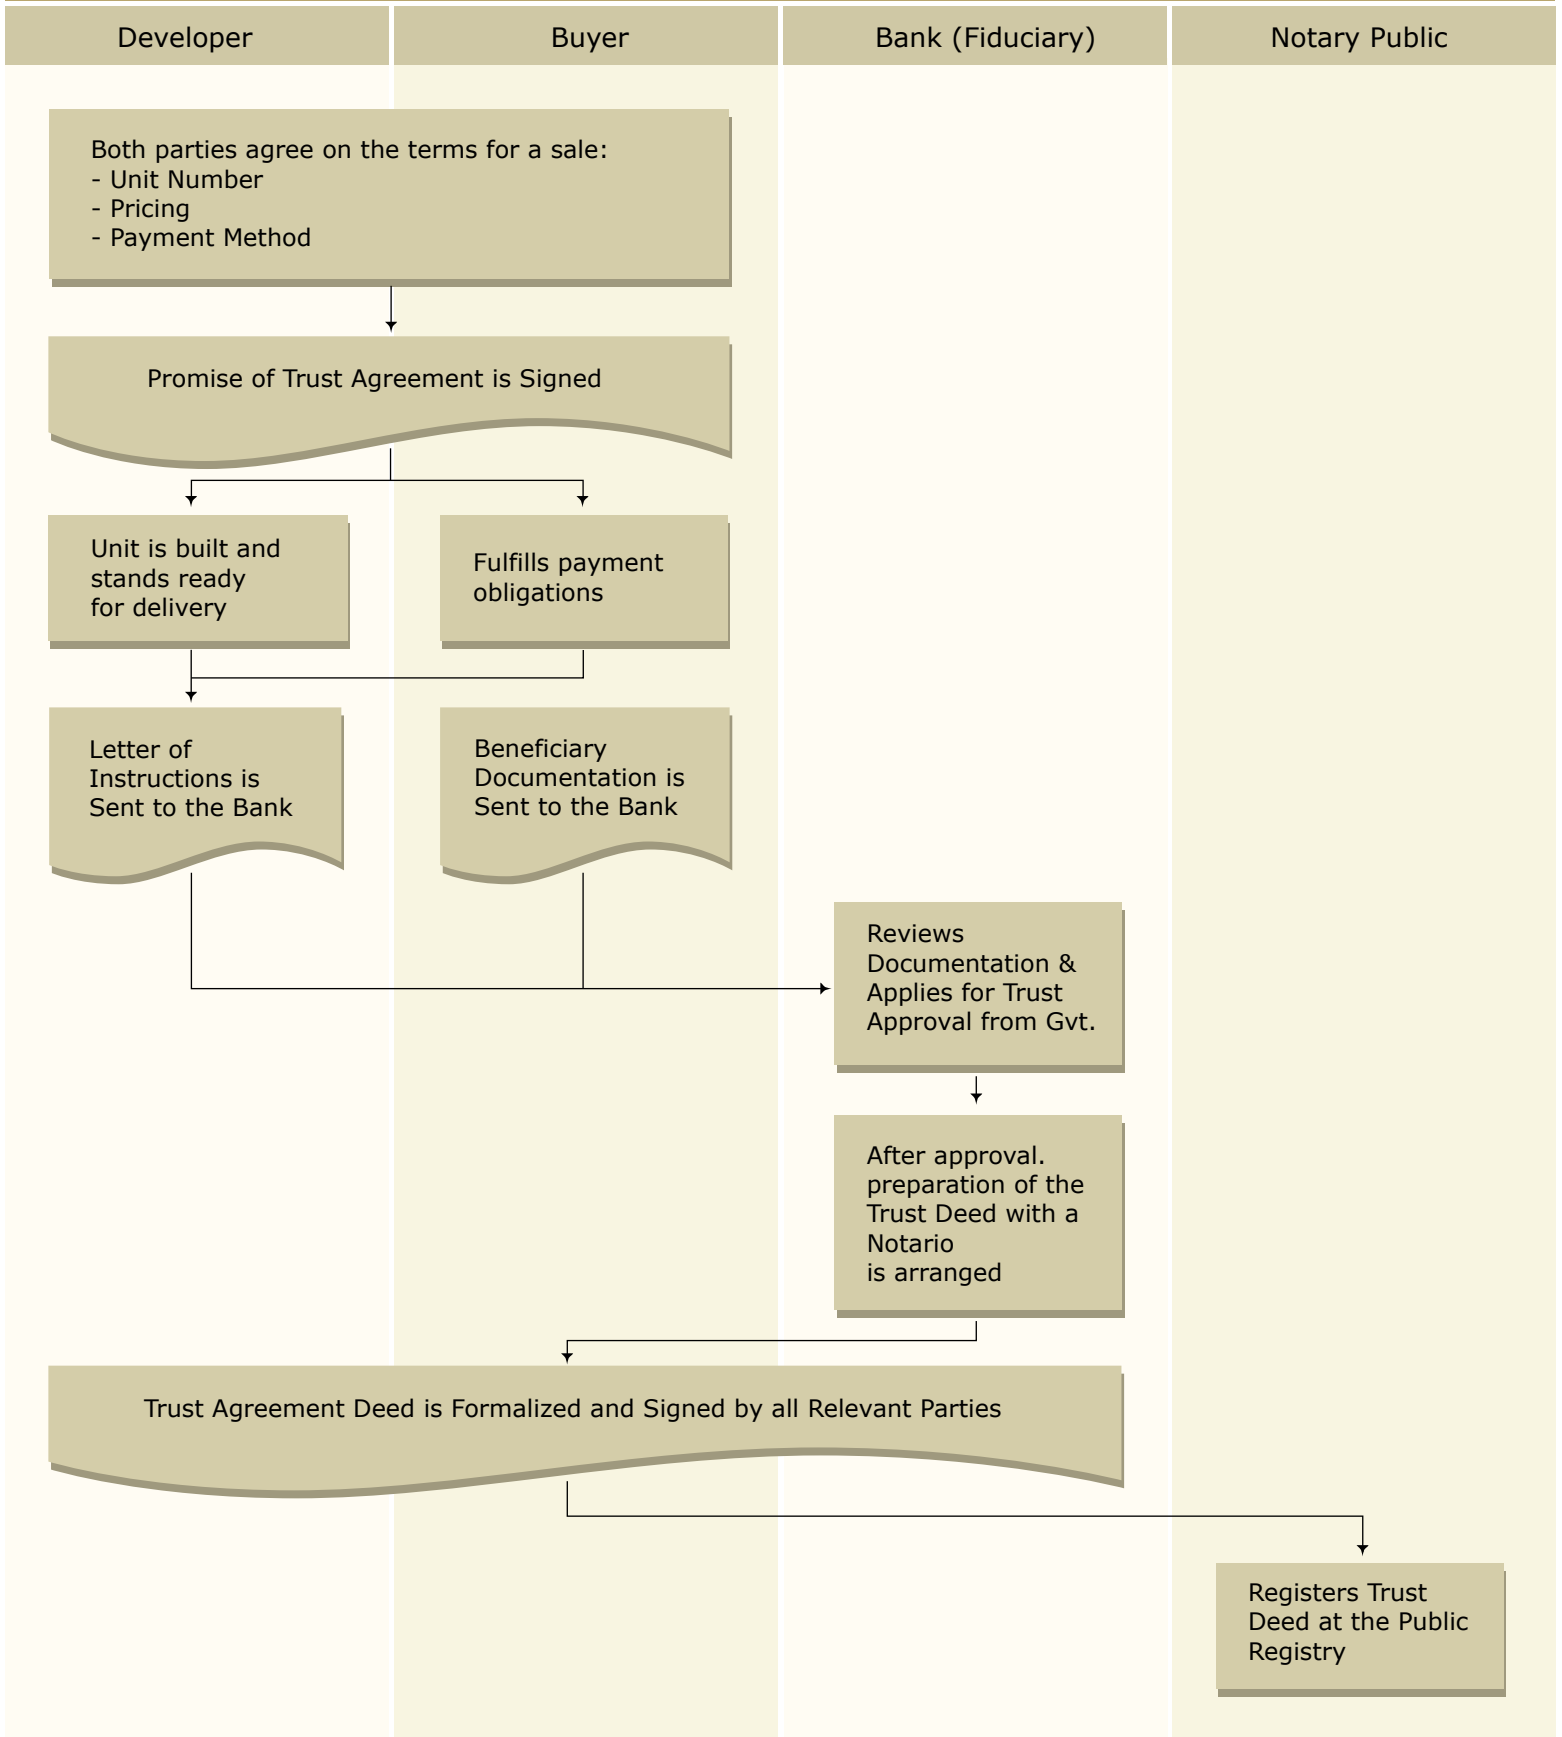 Developer
Buyer
Bank (Fiduciary)
Notary Public
Both parties agree on the terms for a sale:
- Unit Number
- Pricing
- Payment Method
Promise of Trust Agreement is Signed
Unit is built and
stands ready
for delivery
Fulfills payment
obligations
Letter of
Instructions is
Sent to the Bank
Beneficiary
Documentation is
Sent to the Bank
Reviews
Documentation &
Applies for Trust
Approval from Gvt.
After approval.
preparation of the
Trust Deed with a
Notario
is arranged
Trust Agreement Deed is Formalized and Signed by all Relevant Parties
Registers Trust
Deed at the Public
Registry